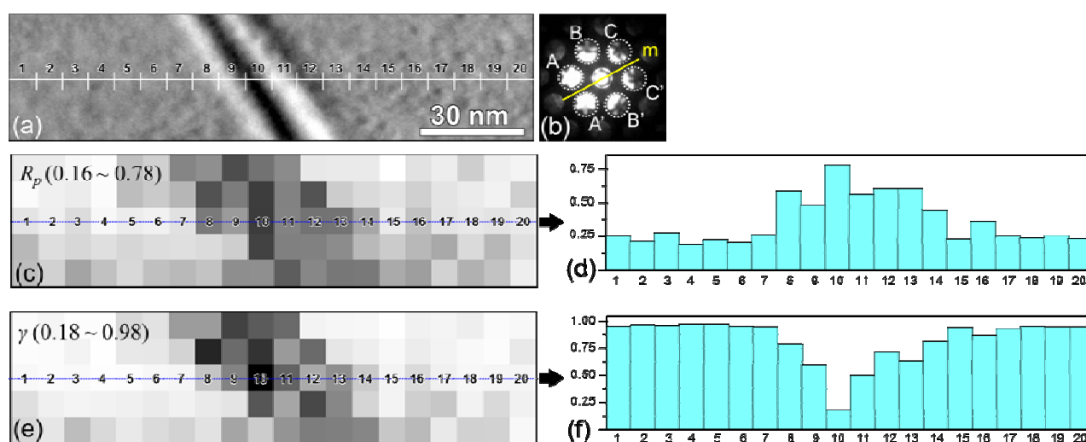 1 2 3 4 5 6 7 8 9 10 11 12 13 14 15 16 17 18 19 20
30 nm
(a)
B C
m
A
C'
A' B'
(b)
R_p (0.16 ~ 0.78)
1 2 3 4 5 6 7 8 9 10 11 12 13 14 15 16 17 18 19 20
(c)
0.75
0.50
0.25
0.00
(d)
1 2 3 4 5 6 7 8 9 10 11 12 13 14 15 16 17 18 19 20
γ (0.18 ~ 0.98)
1 2 3 4 5 6 7 8 9 10 11 12 13 14 15 16 17 18 19 20
(e)
1.00
0.75
0.50
0.25
0.00
(f)
1 2 3 4 5 6 7 8 9 10 11 12 13 14 15 16 17 18 19 20